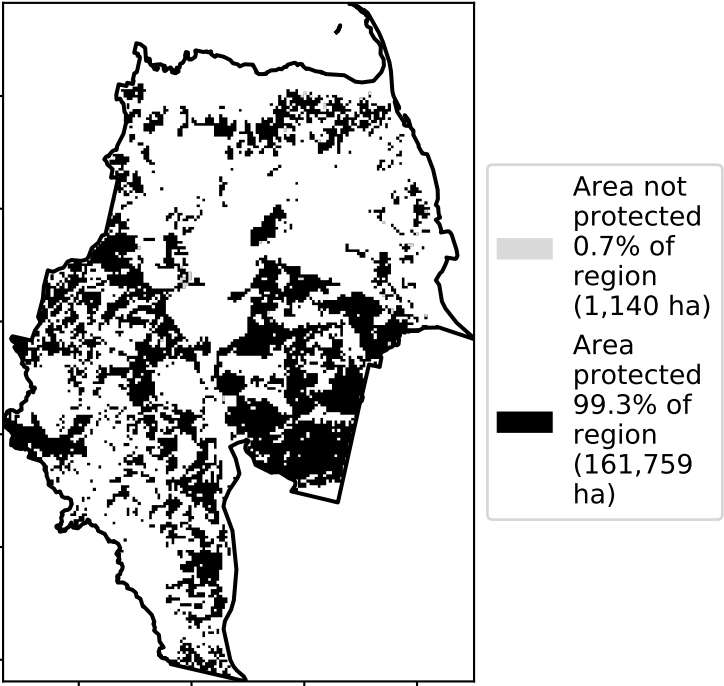 Area not
protected
0.7% of
region
(1,140 ha)
Area
protected
99.3% of
region
(161,759
ha)